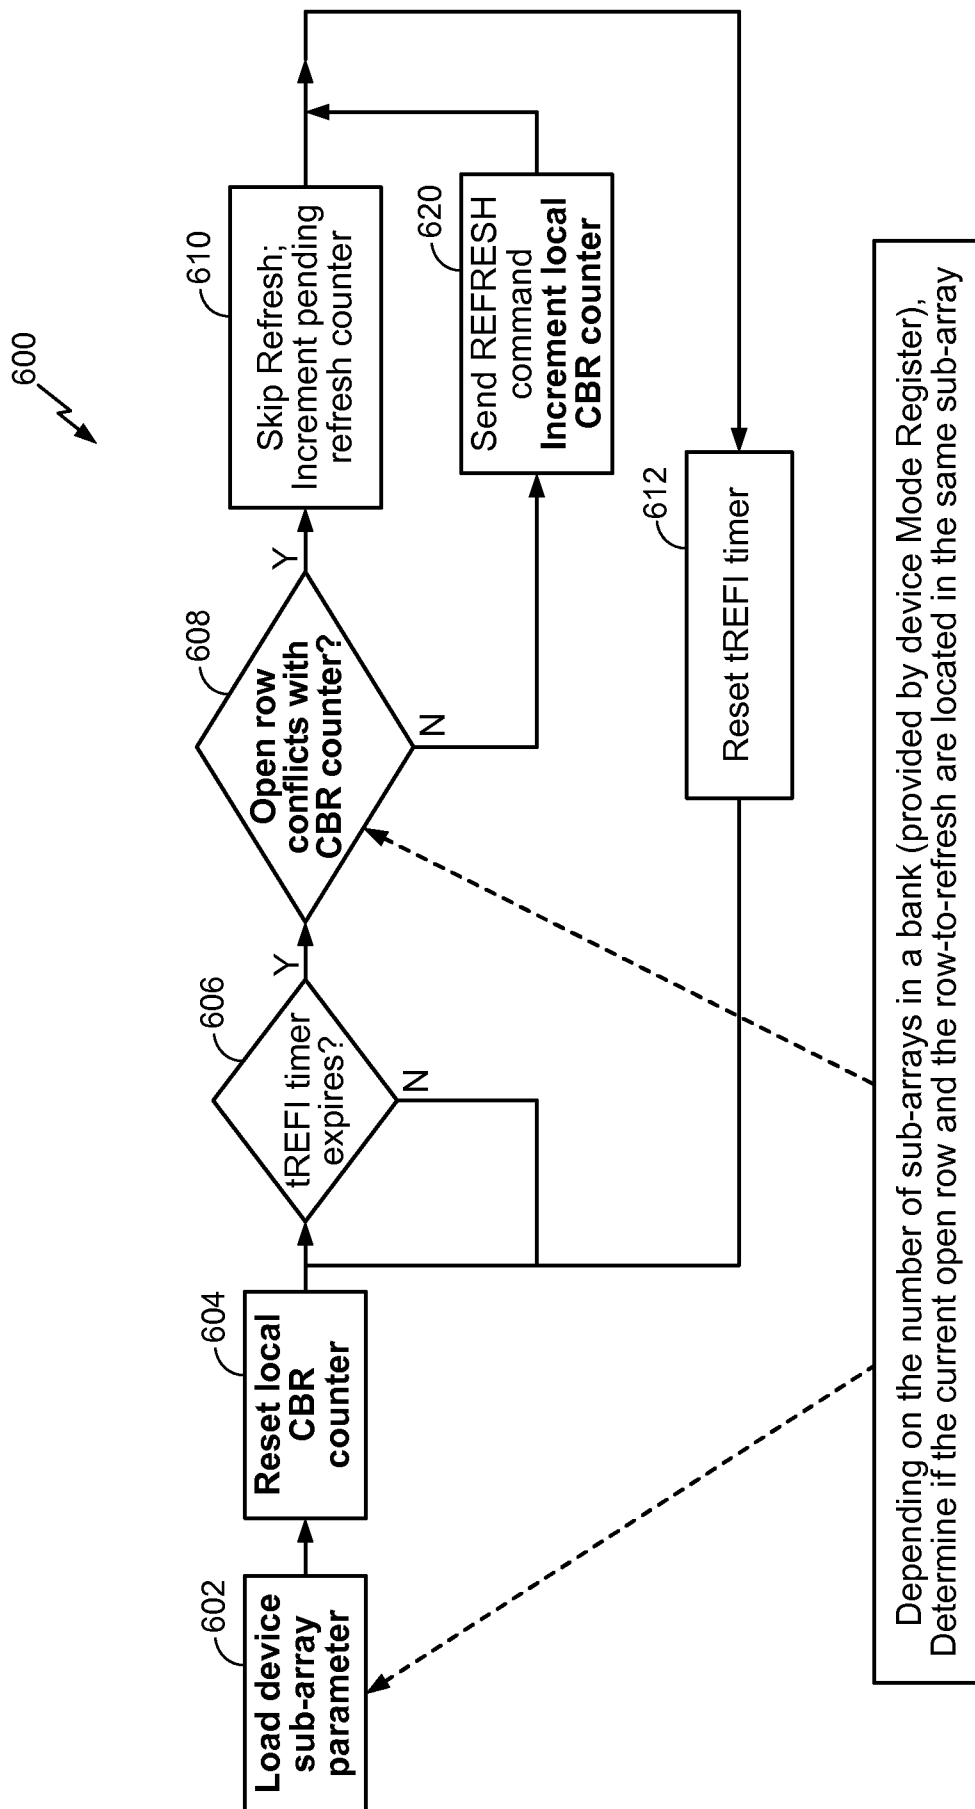 600
602
Load device
sub-array
parameter
604
Reset local
CBR
counter
606
tREFI timer
expires?
Y
N
608
Open row
conflicts with
CBR counter?
Y
N
610
Skip Refresh;
Increment pending
refresh counter
620
Send REFRESH
command
Increment local
CBR counter
612
Reset tREFI timer
Depending on the number of sub-arrays in a bank (provided by device Mode Register),
Determine if the current open row and the row-to-refresh are located in the same sub-array